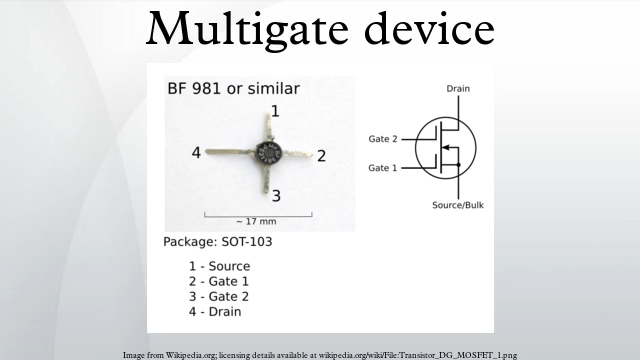 Multigate device
BF 981 or similar
1
4
2
3
~ 17 mm
Package: SOT-103
1 - Source
2 - Gate 1
3 - Gate 2
4 - Drain
Drain
Gate 2
Gate 1
Source/Bulk
Image from Wikipedia.org; licensing details available at wikipedia.org/wiki/File:Transistor_DG_MOSFET_1.png